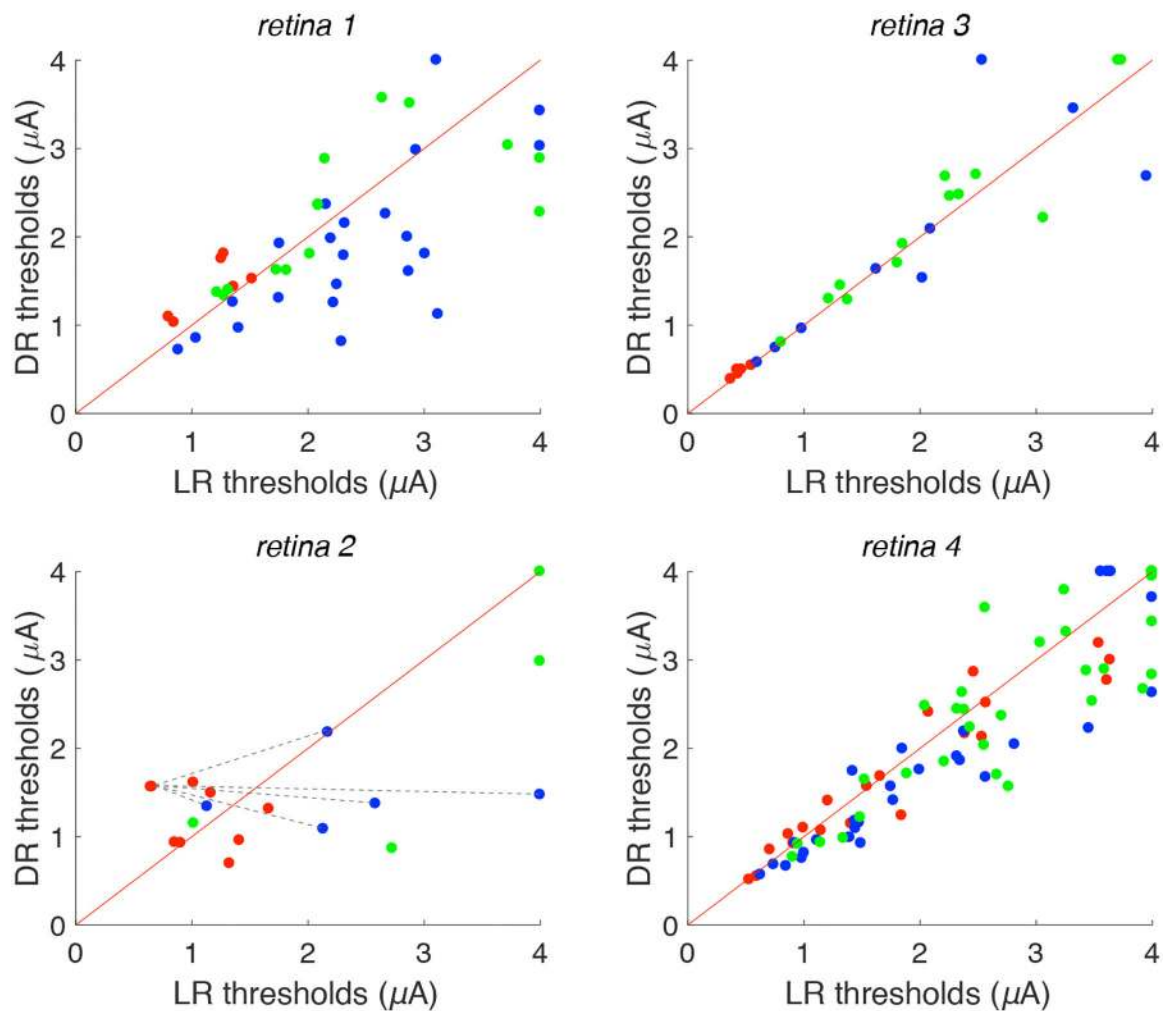 retina 1
4
3
2
1
0
DR thresholds (μA)
0 1 2 3 4
LR thresholds (μA)
retina 3
4
3
2
1
0
DR thresholds (μA)
0 1 2 3 4
LR thresholds (μA)
retina 2
4
3
2
1
0
DR thresholds (μA)
0 1 2 3 4
LR thresholds (μA)
retina 4
4
3
2
1
0
DR thresholds (μA)
0 1 2 3 4
LR thresholds (μA)